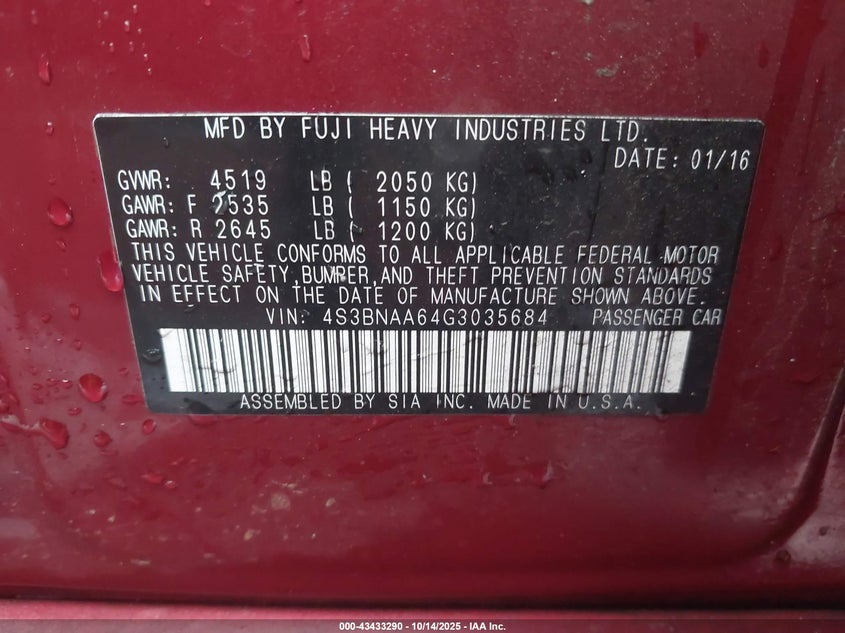 MFD BY FUJI HEAVY INDUSTRIES LTD.
DATE: 01/16
GVWR: 4519 LB ( 2050 KG)
GAWR: F 2535 LB ( 1150 KG)
GAWR: R 2645 LB ( 1200 KG)
THIS VEHICLE CONFORMS TO ALL APPLICABLE FEDERAL MOTOR
VEHICLE SAFETY, BUMPER, AND THEFT PREVENTION STANDARDS
IN EFFECT ON THE DATE OF MANUFACTURE SHOWN ABOVE.
VIN: 4S3BNAA64G3035684 PASSENGER CAR
ASSEMBLED BY SIA INC. MADE IN U.S.A.
000-43433290 - 10/14/2025 - IAA Inc.